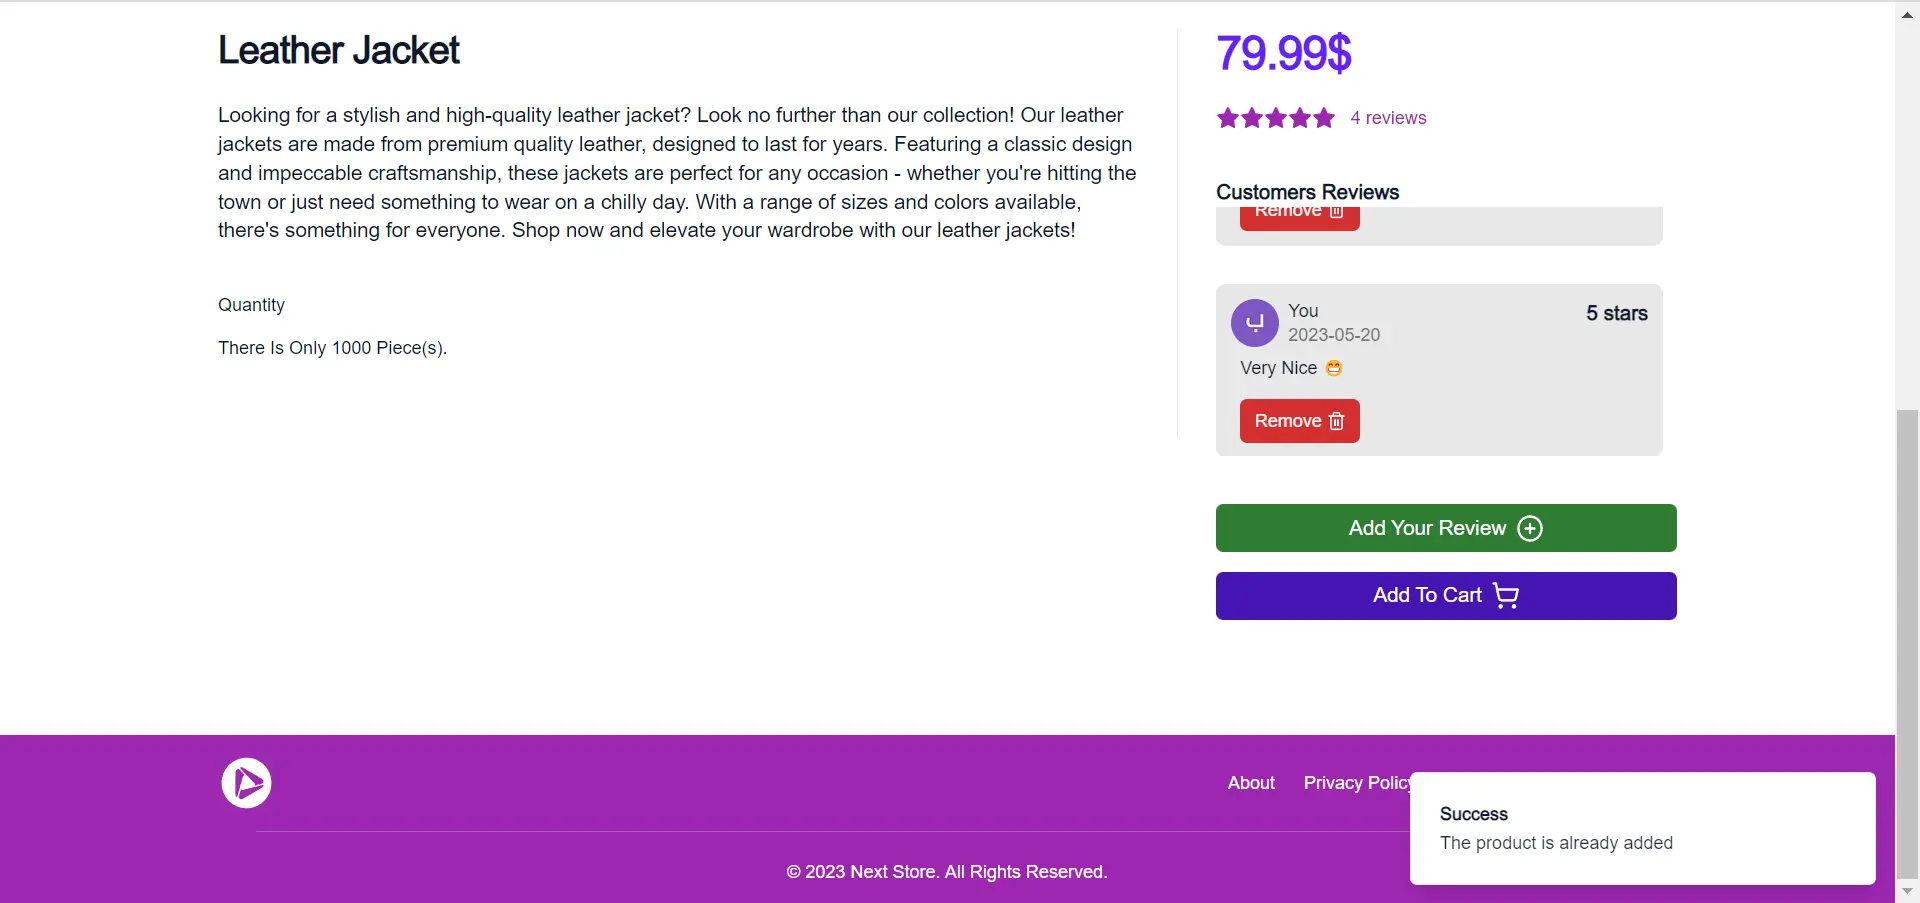 Leather Jacket
Looking for a stylish and high-quality leather jacket? Look no further than our collection! Our leather
jackets are made from premium quality leather, designed to last for years. Featuring a classic design
and impeccable craftsmanship, these jackets are perfect for any occasion - whether you're hitting the
town or just need something to wear on a chilly day. With a range of sizes and colors available,
there's something for everyone. Shop now and elevate your wardrobe with our leather jackets!
Quantity
There Is Only 1000 Piece(s).
79.99$
4 reviews
Customers Reviews
Remove
ب
You
2023-05-20
5 stars
Very Nice 😁
Remove
Add Your Review
Add To Cart
About
Privacy Policy
© 2023 Next Store. All Rights Reserved.
Success
The product is already added